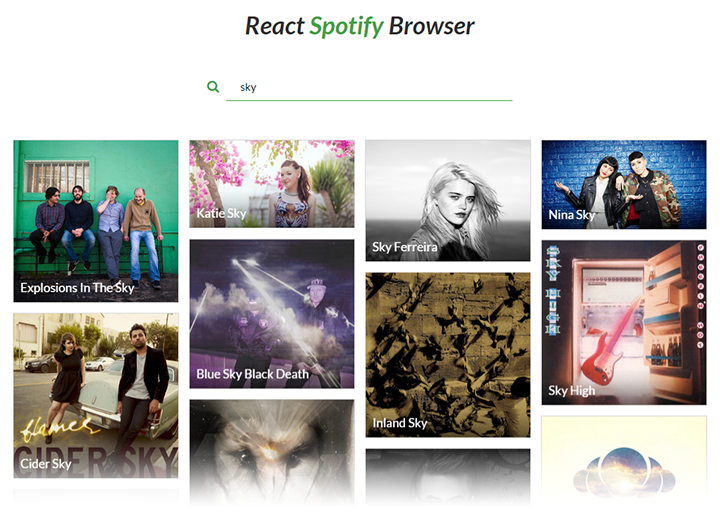 React Spotify Browser
sky
Explosions In The Sky
Katie Sky
Sky Ferreira
Nina Sky
Blue Sky Black Death
Inland Sky
Sky High
flames
CIDER SKY
Cider Sky